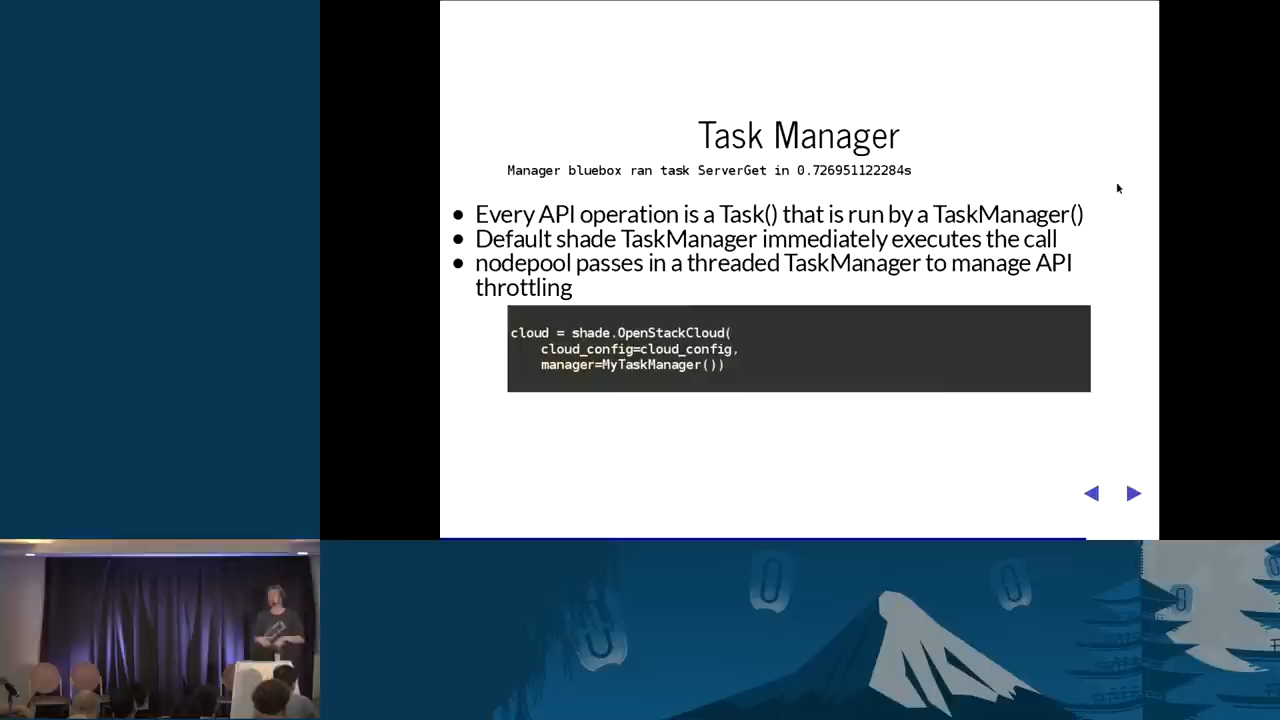 Task Manager
Manager bluebox ran task ServerGet in 0.726951122284s
• Every API operation is a Task() that is run by a TaskManager()
• Default shade TaskManager immediately executes the call
• nodepool passes in a threaded TaskManager to manage API
throttling
cloud = shade.OpenStackCloud(
    cloud_config=cloud_config,
    manager=MyTaskManager())